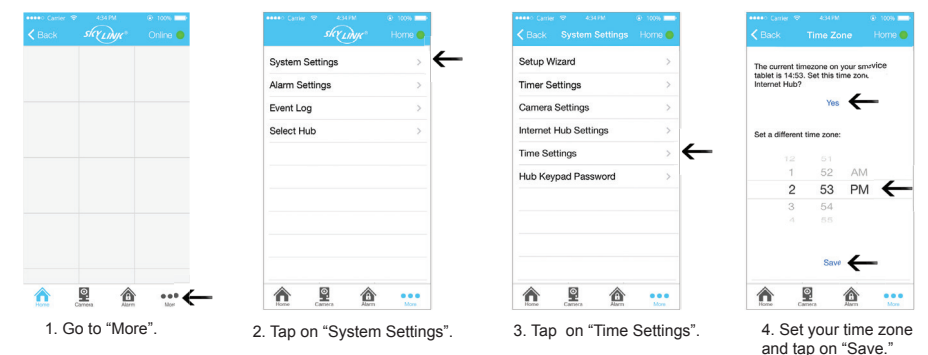 Carrier 4:34 PM 100%
Back SKYLINK® Online
Home Camera Alarm More
1. Go to “More”.
Carrier 4:34 PM 100%
SKYLINK® Home
System Settings
Alarm Settings
Event Log
Select Hub
Home Camera Alarm More
2. Tap on “System Settings”.
Carrier 4:34 PM 100%
Back System Settings Home
Setup Wizard
Timer Settings
Camera Settings
Internet Hub Settings
Time Settings
Hub Keypad Password
Home Camera Alarm More
3. Tap on “Time Settings”.
Carrier 4:34 PM 100%
Back Time Zone Home
The current timezone on your
tablet is 14:53. Set this time
Internet Hub?
Yes
Set a different time zone:
12 51
1 52 AM
2 53 PM
3 54
4 55
Save
Home Camera Alarm More
4. Set your time zone
and tap on “Save.”